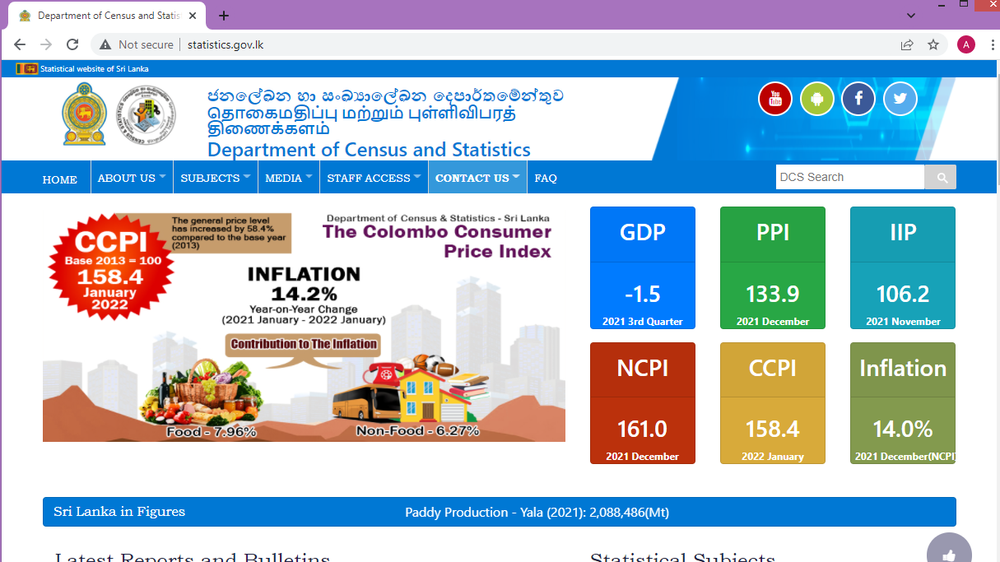 Department of Census and Statis
Not secure
statistics.gov.lk
A
Statistical website of Sri Lanka
ජනලේඛන හා සංඛ්‍යාලේඛන දෙපාර්තමේන්තුව
தொகைமதிப்பு மற்றும் புள்ளிவிபரத்
திணைக்களம்
Department of Census and Statistics
You
Tube
HOME
ABOUT US
SUBJECTS
MEDIA
STAFF ACCESS
CONTACT US
FAQ
DCS Search
CCPI
Base 2013 = 100
158.4
January
2022
The general price level
has increased by 58.4%
compared to the base year
(2013)
Department of Census & Statistics - Sri Lanka
The Colombo Consumer
Price Index
INFLATION
14.2%
Year-on-Year Change
(2021 January - 2022 January)
Contribution to The Inflation
Food - 7.96%
Non-Food - 6.27%
GDP
-1.5
2021 3rd Quarter
PPI
133.9
2021 December
IIP
106.2
2021 November
NCPI
161.0
2021 December
CCPI
158.4
2022 January
Inflation
14.0%
2021 December(NCPI)
Sri Lanka in Figures
Paddy Production - Yala (2021): 2,088,486(Mt)
Latest Reports and Bulletins
Statistical Subjects